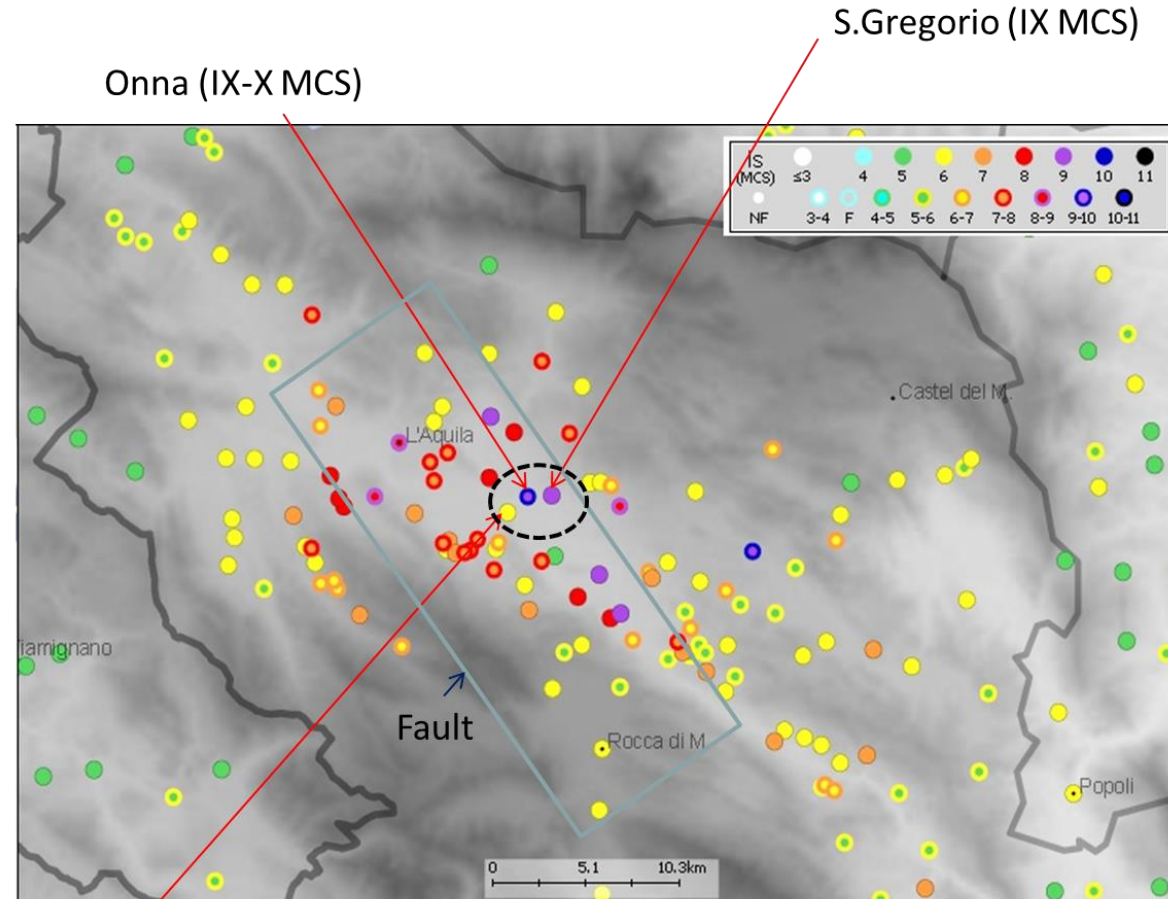 S.Gregorio (IX MCS)
Onna (IX-X MCS)
Is
(MCS)
≤3 4 5 6 7 8 9 10 11
NF 3-4 F 4-5 5-6 6-7 7-8 8-9 9-10 10-11
Castel del M.
L'Aquila
iamignano
Fault
Rocca di M
Popoli
0 5.1 10.3km